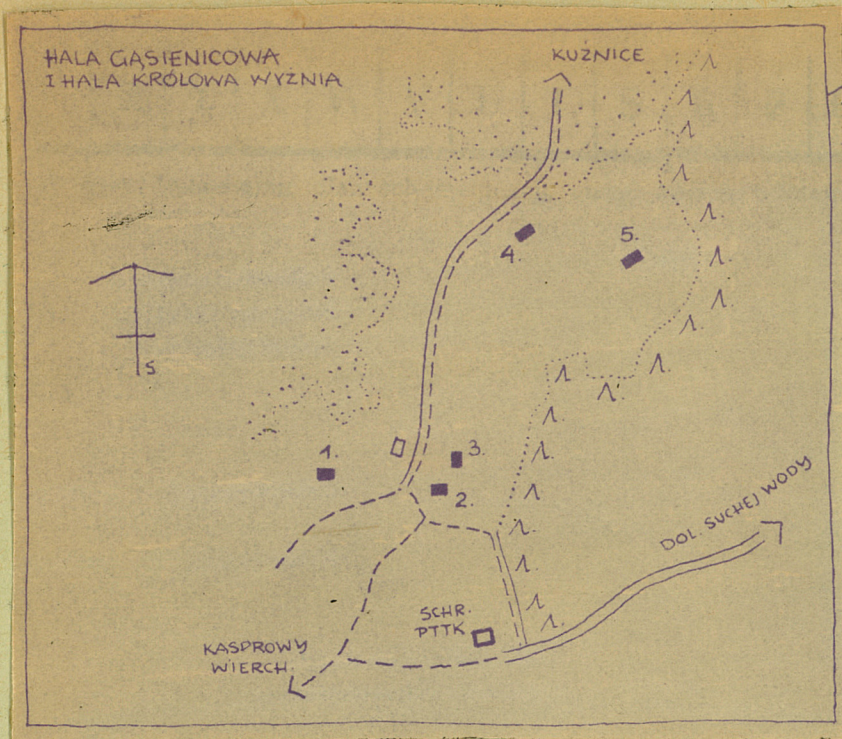 HALA GĄSIENICOWA
I HALA KRÓLOWA WYŻNIA
KUŹNICE
4.
5.
S
1.
3.
2.
DOL. SUCHEJ WODY
SCHR.
PTTK
KASPROWY
WIERCH.